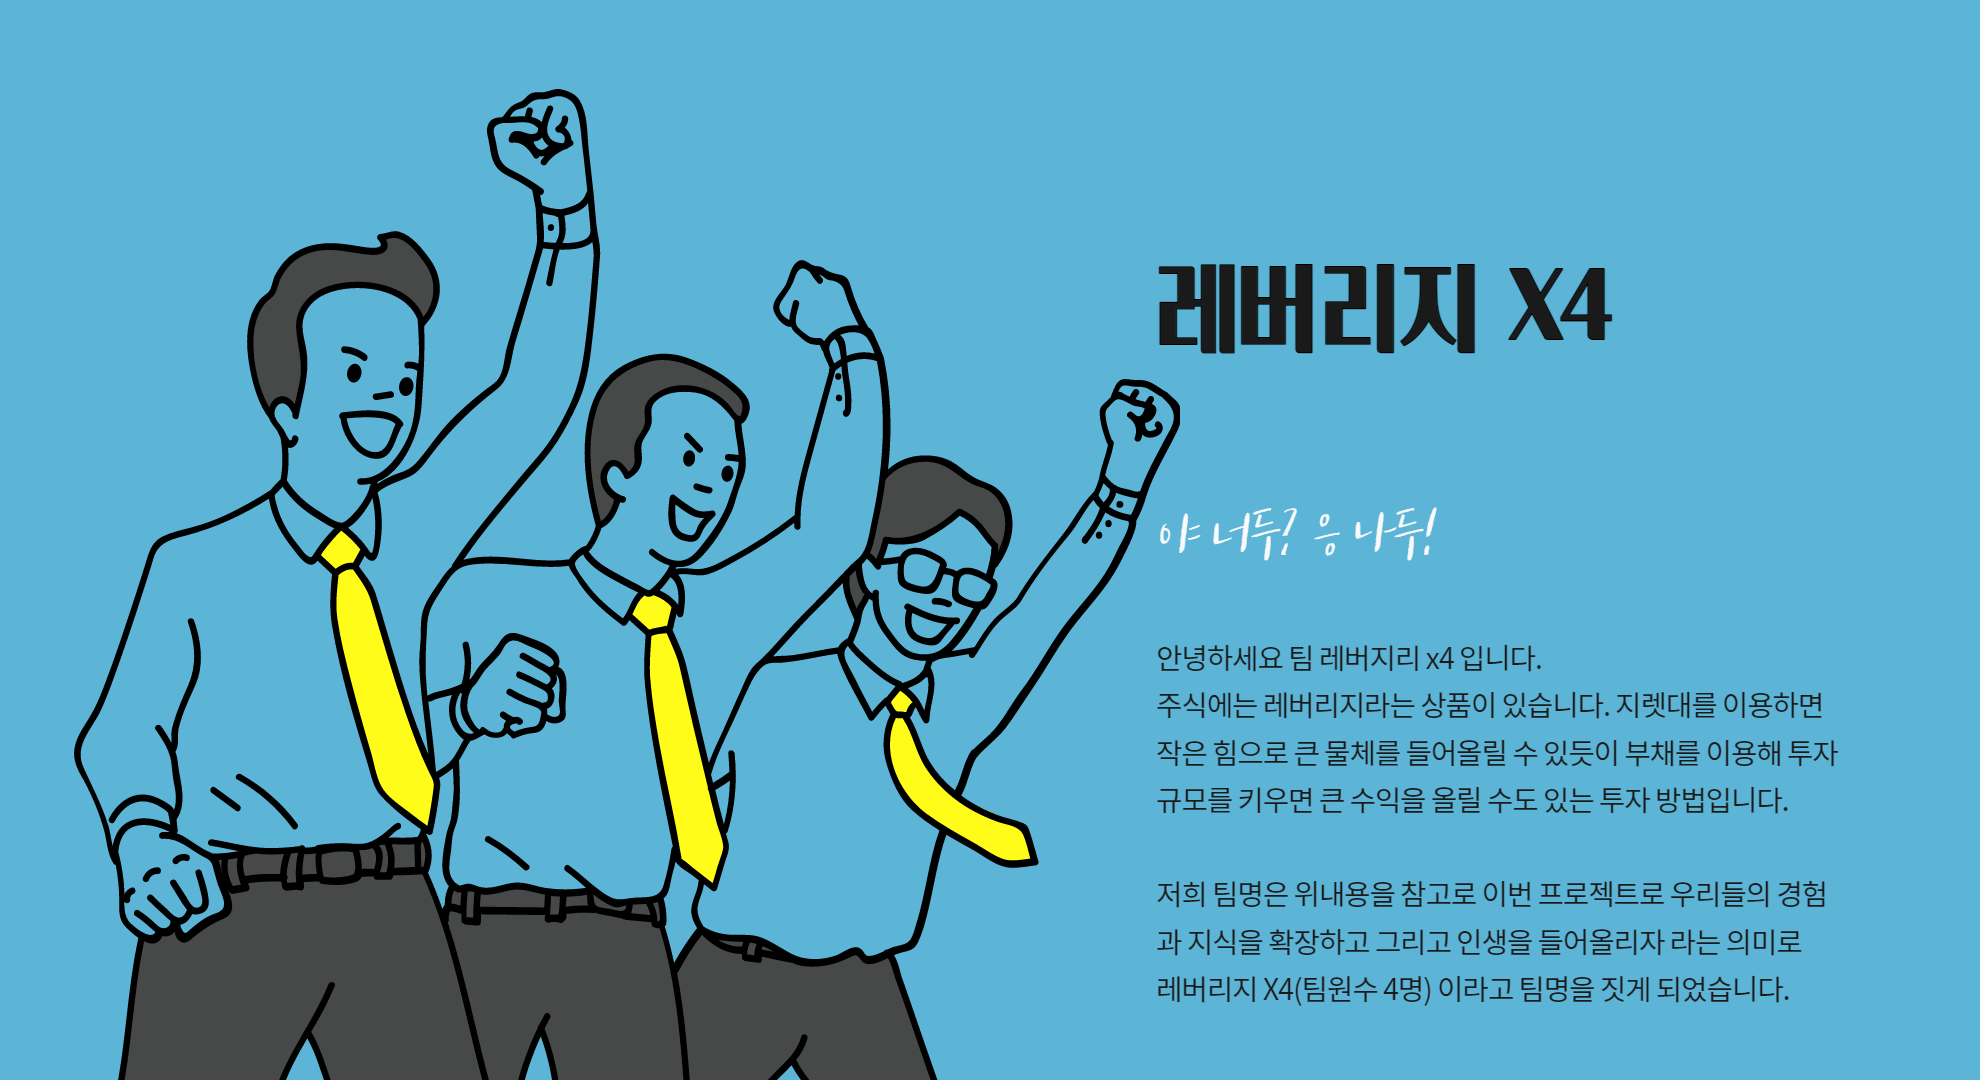 레버리지 X4
야 너두? 응 나두!
안녕하세요 팀 레버지리 x4 입니다.
주식에는 레버리지라는 상품이 있습니다. 지렛대를 이용하면
작은 힘으로 큰 물체를 들어올릴 수 있듯이 부채를 이용해 투자
규모를 키우면 큰 수익을 올릴 수도 있는 투자 방법입니다.
저희 팀명은 위내용을 참고로 이번 프로젝트로 우리들의 경험
과 지식을 확장하고 그리고 인생을 들어올리자 라는 의미로
레버리지 X4(팀원수 4명) 이라고 팀명을 짓게 되었습니다.